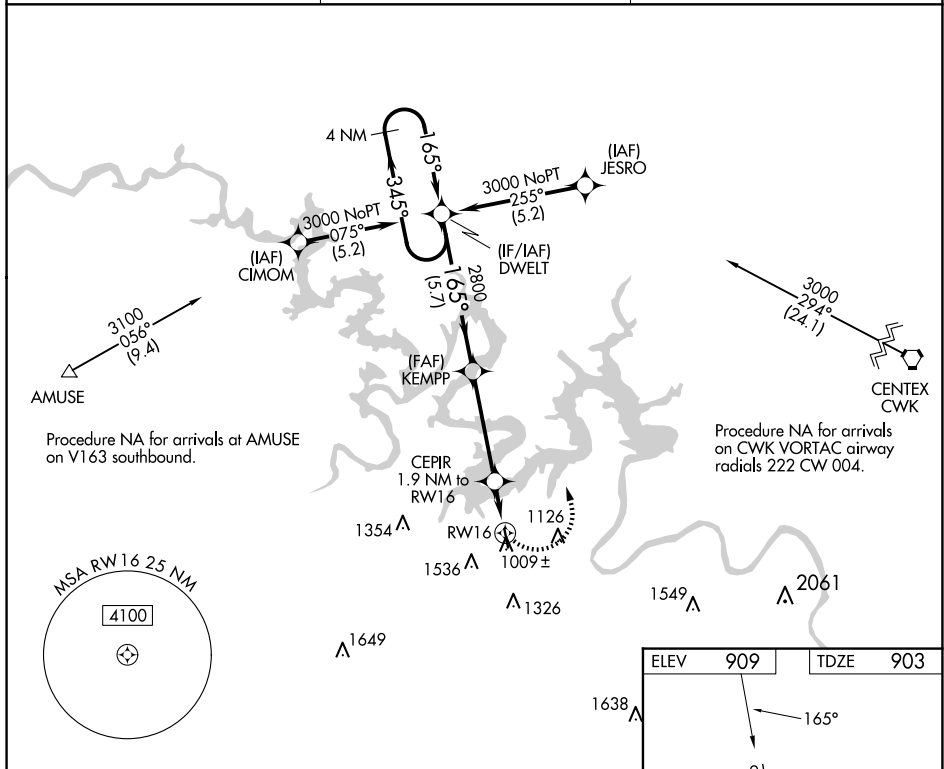 4 NM
165°
345°
(IAF)
JESRO
3000 NoPT
255°
(5.2)
3000 NoPT
075°
(5.2)
(IAF)
CIMOM
(IF/IAF)
DWELT
2800
165°
(5.7)
3100
056°
(9.4)
AMUSE
3000
294°
(24.1)
CENTEX
CWK
(FAF)
KEMPP
Procedure NA for arrivals at AMUSE
on V163 southbound.
Procedure NA for arrivals
on CWK VORTAC airway
radials 222 CW 004.
CEPIR
1.9 NM to
RW16
1354
RW16
1126
1536
1009±
1326
1549
2061
MSA RW16 25 NM
4100
1649
ELEV 909
TDZE 903
1638
165°